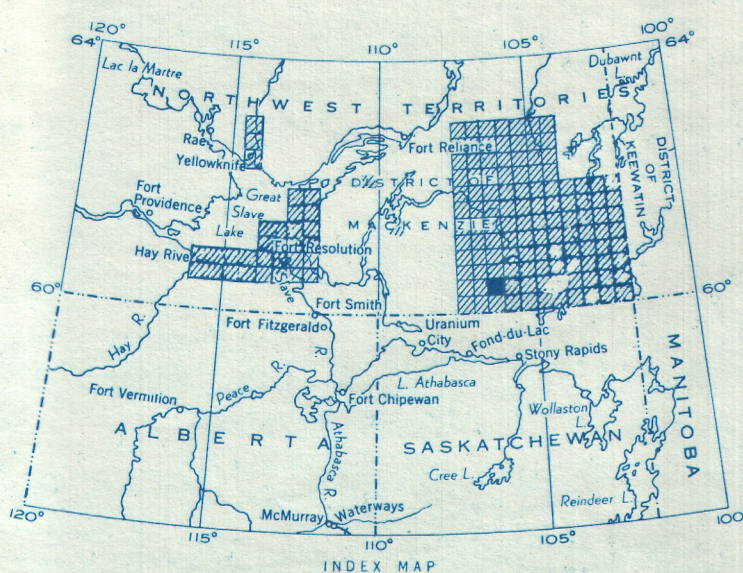 120° 115° 110° 105° 100°
64° 64°
Lac la Martre
Dubawnt
L.
NORTHWEST TERRITORIES
Rae
Yellowknife
Fort Reliance
DISTRICT OF
KEEWATIN
DISTRICT OF
MACKENZIE
Fort
Providence
Great
Slave
Lake
Hay River
Fort Resolution
60° 60°
Slave
R.
Fort Smith
Fort Fitzgerald
Uranium
City
Fond-du-Lac
Stony Rapids
Hay R.
Fort Vermilion
Peace R.
L. Athabasca
Fort Chipewan
Wollaston
L.
MANITOBA
ALBERTA
SASKATCHEWAN
Athabasca R.
Cree L.
Reindeer L.
McMurray
Waterways
120° 115° 110° 105° 100
INDEX MAP